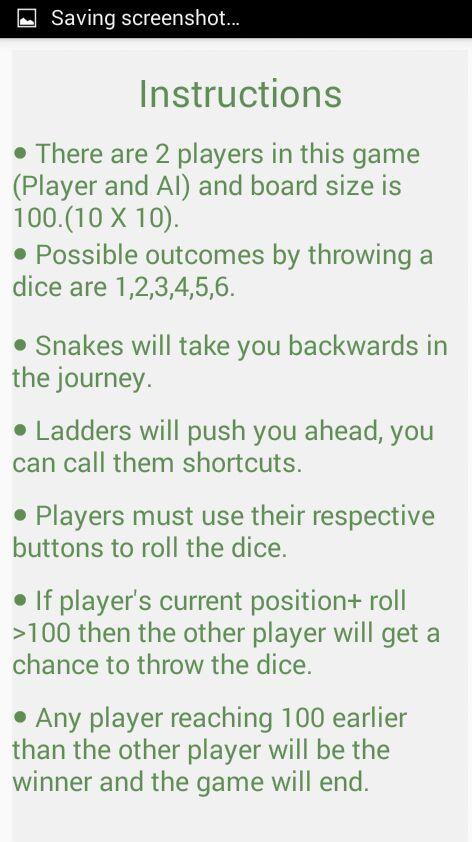 Saving screenshot...
Instructions
• There are 2 players in this game
(Player and AI) and board size is
100.(10 X 10).
• Possible outcomes by throwing a
dice are 1,2,3,4,5,6.
• Snakes will take you backwards in
the journey.
• Ladders will push you ahead, you
can call them shortcuts.
• Players must use their respective
buttons to roll the dice.
• If player's current position+ roll
>100 then the other player will get a
chance to throw the dice.
• Any player reaching 100 earlier
than the other player will be the
winner and the game will end.